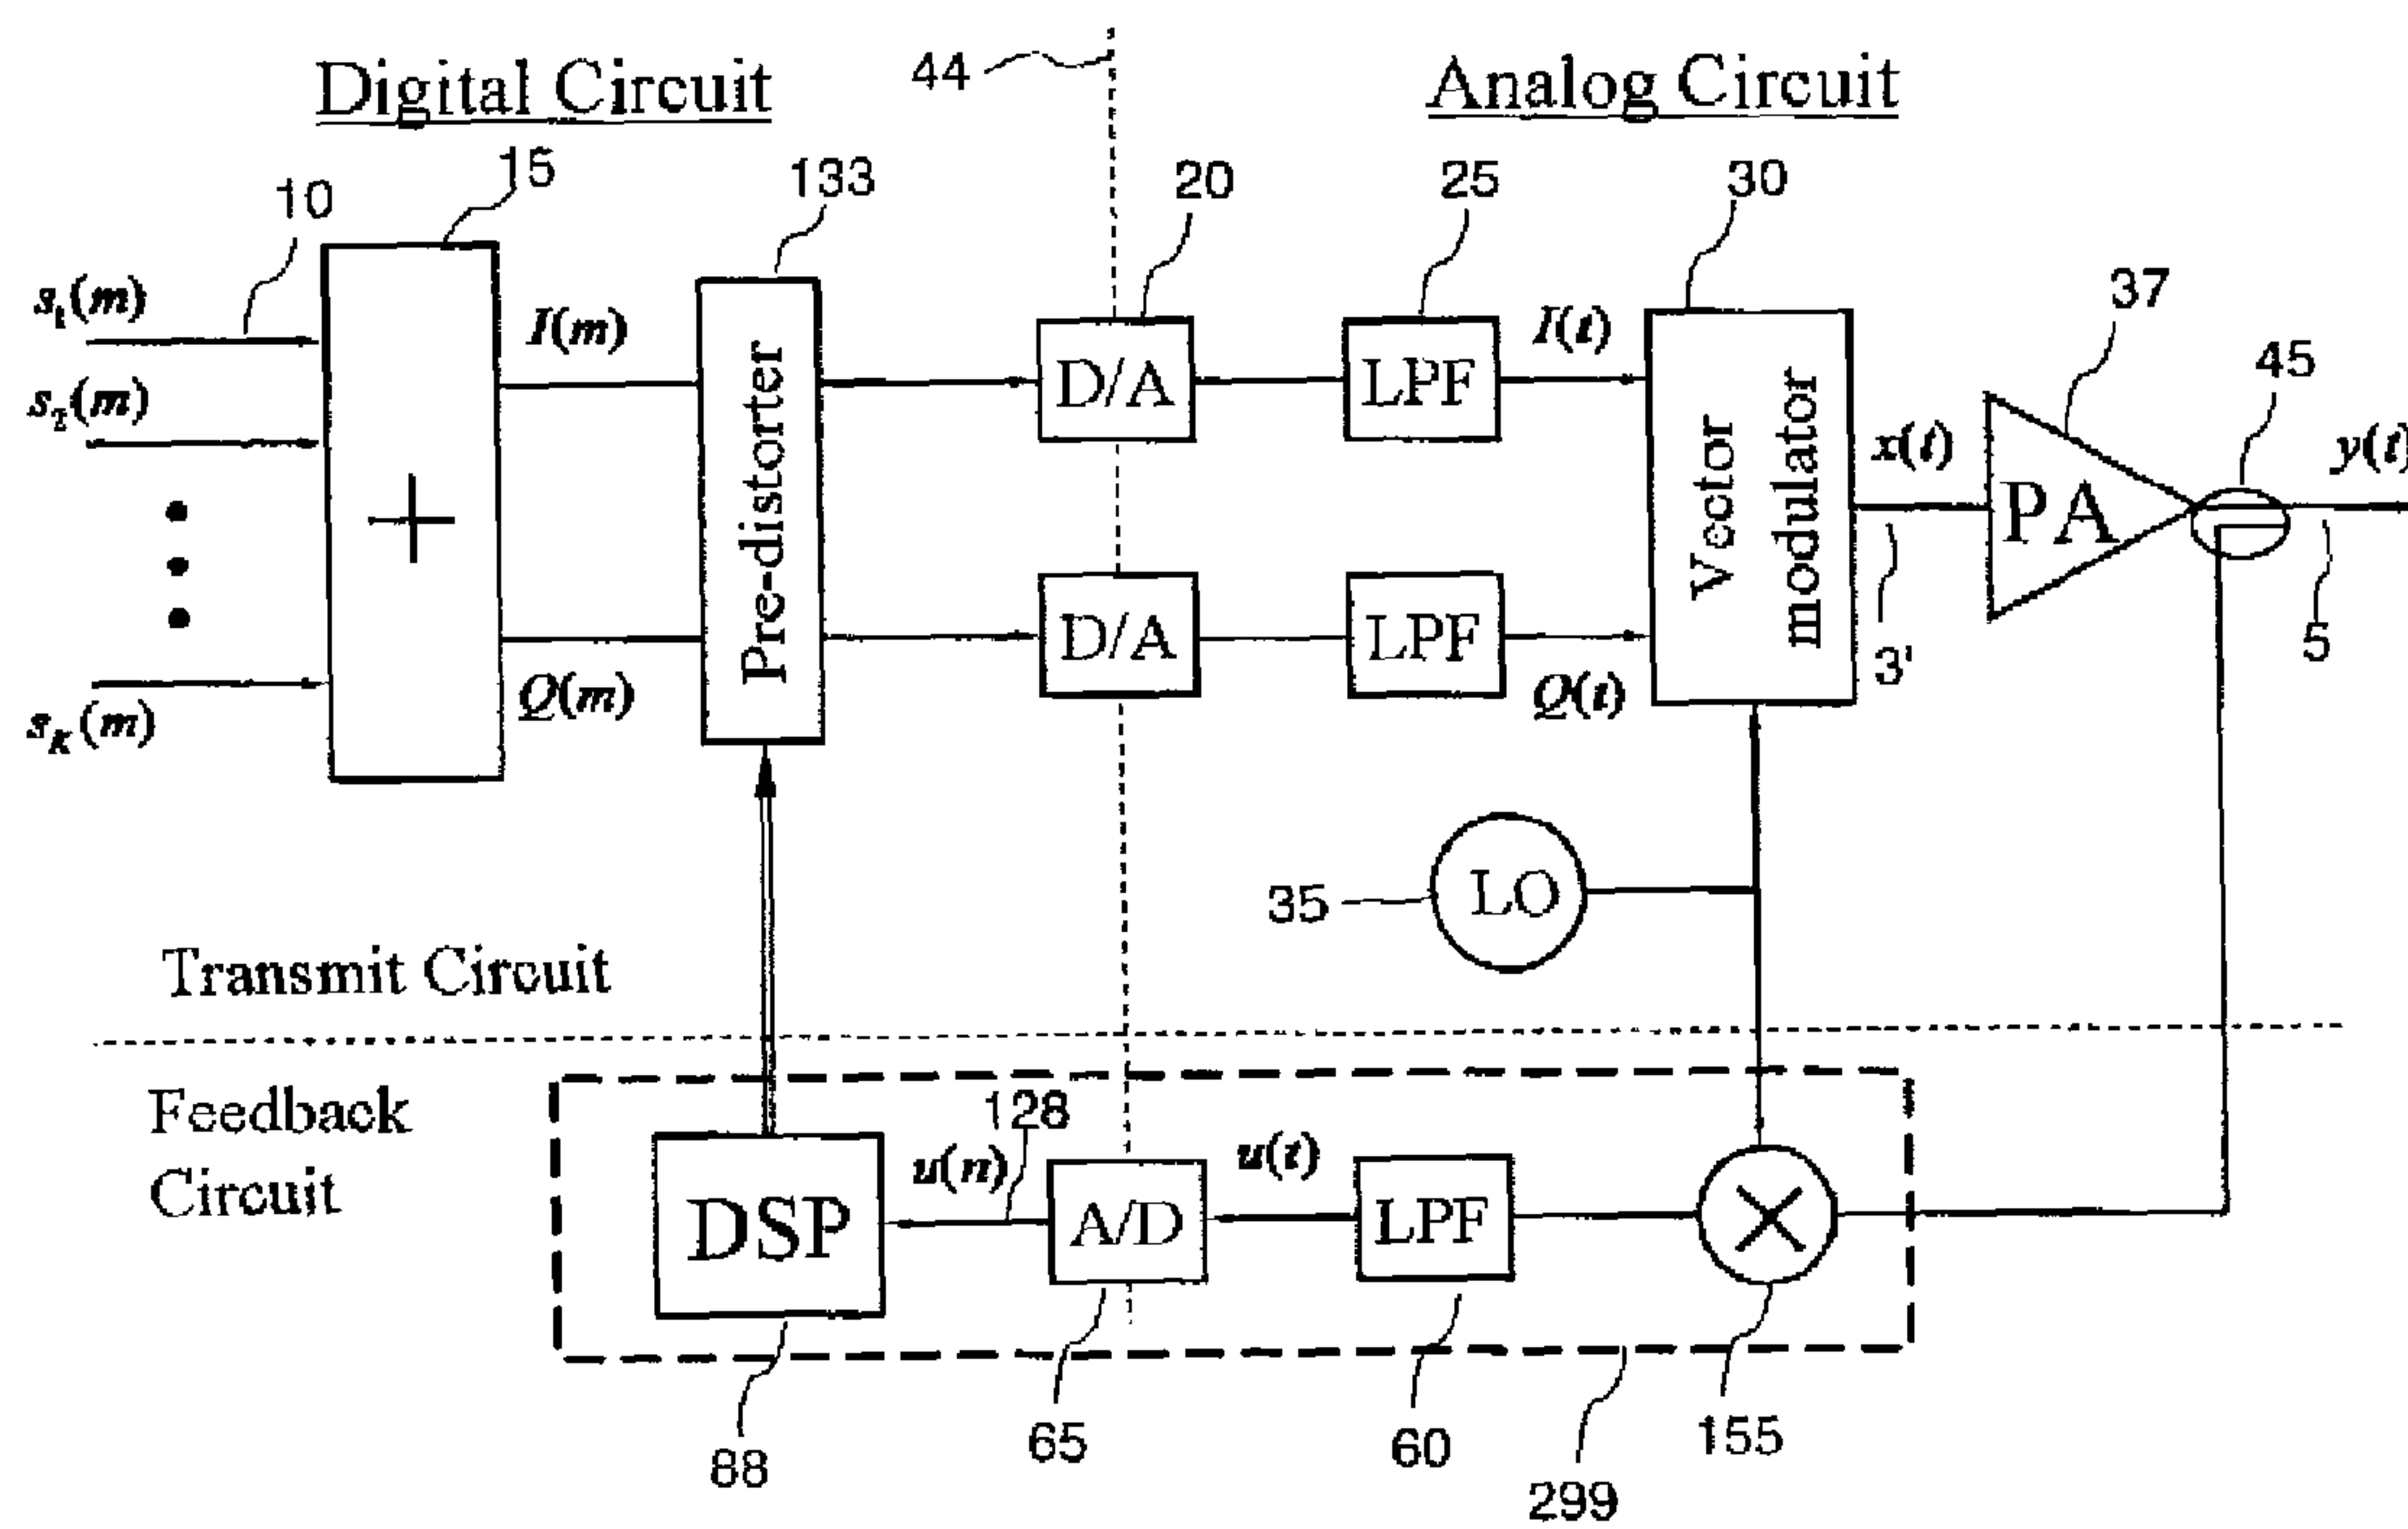 Digital Circuit
44
Analog Circuit
10
15
133
20
25
30
37
45
s₁(m)
I(m)
D/A
LPF
I(t)
s₂(m)
x(t)
y(t)
+
Pre-distorter
Vector
modulator
PA
D/A
LPF
5
3'
s_K(m)
Q(m)
Q(t)
35
LO
Transmit Circuit
Feedback
Circuit
128
u(n)
u(t)
DSP
A/D
LPF
88
65
60
155
299